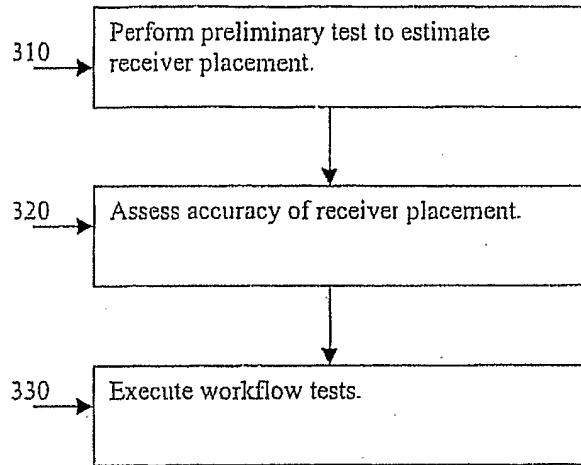 310
Perform preliminary test to estimate
receiver placement.
320
Assess accuracy of receiver placement.
330
Execute workflow tests.